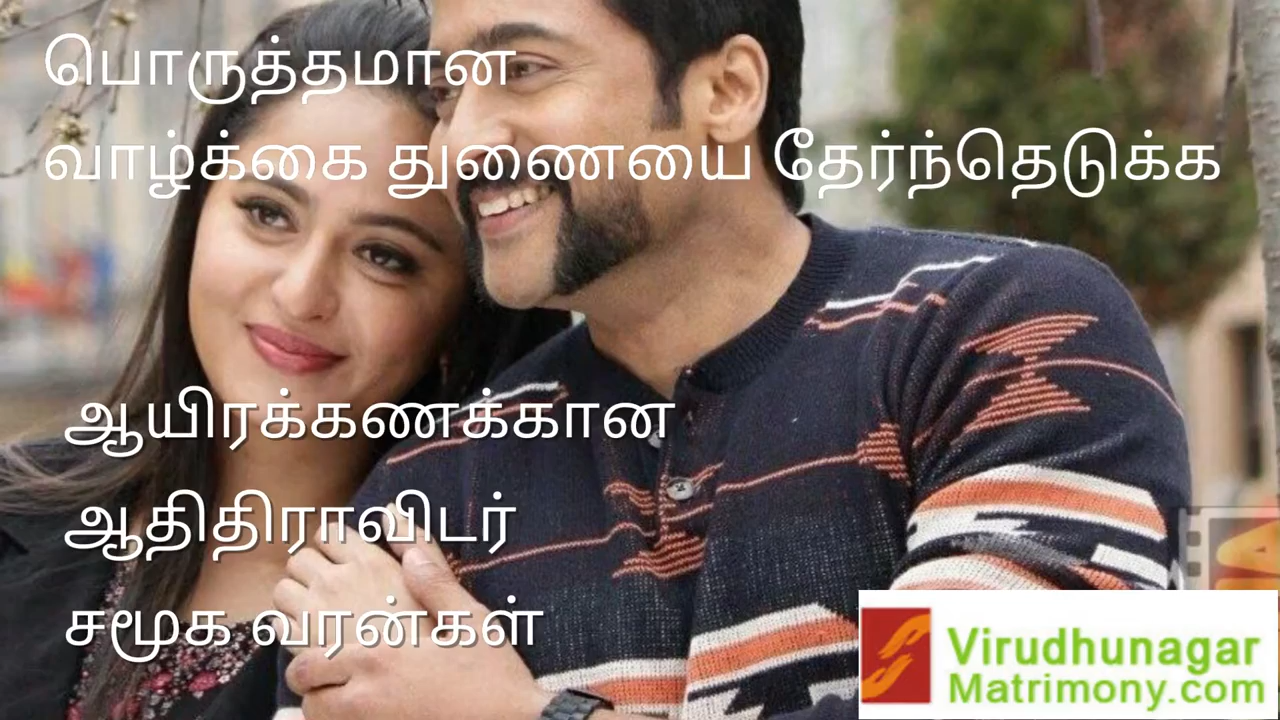 பொருத்தமான
வாழ்க்கை துணையை தேர்ந்தெடுக்க
ஆயிரக்கணக்கான
ஆதிதிராவிடர்
சமூக வரன்கள்
Virudhunagar
Matrimony.com